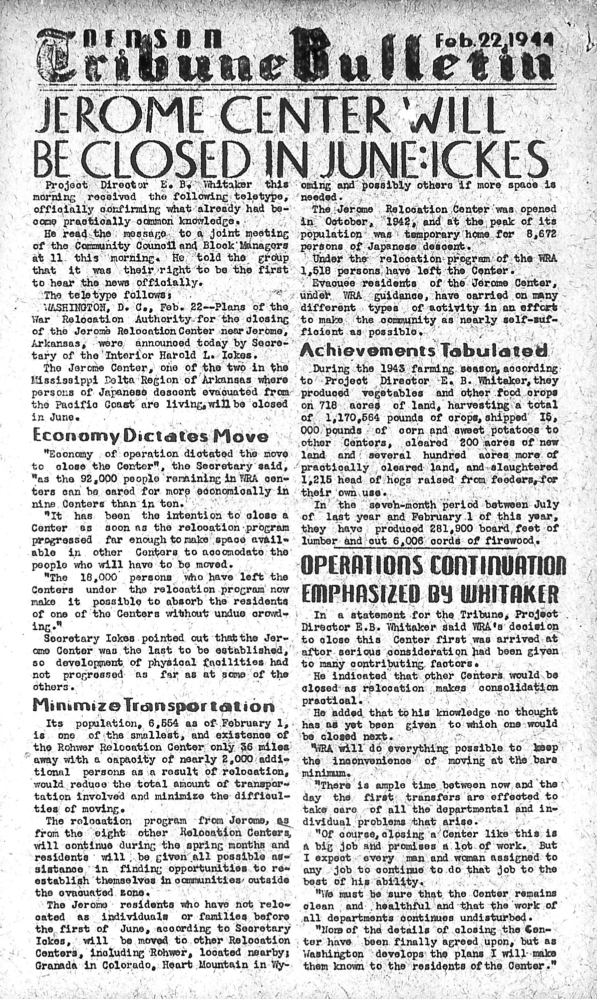 DENSON
Feb. 22, 1944
Tribune Bulletin
JEROME CENTER WILL
BE CLOSED IN JUNE:ICKES
Project Director E. B. Whitaker this
morning received the following teletype,
officially confirming what already had be-
come practically common knowledge.
He read the message to a joint meeting
of the Community Council and Block Managers
at 11 this morning. He told the group
that it was their right to be the first
to hear the news officially.
The teletype follows:
WASHINGTON, D. C., Feb. 22--Plans of the
War Relocation Authority for the closing
of the Jerome Relocation Center near Jerome,
Arkansas, were announced today by Secre-
tary of the Interior Harold L. Ickes.
The Jerome Center, one of the two in the
Mississippi Delta Region of Arkansas where
persons of Japanese descent evacuated from
the Pacific Coast are living, will be closed
in June.
Economy Dictates Move
"Economy of operation dictated the move
to close the Center", the Secretary said,
"as the 92,000 people remaining in WRA cen-
ters can be cared for more economically in
nine Centers than in ten.
"It has been the intention to close a
Center as soon as the relocation program
progressed far enough to make space avail-
able in other Centers to accomodate the
people who will have to be moved.
"The 18,000 persons who have left the
Centers under the relocation program now
make it possible to absorb the residents
of one of the Centers without undue crowd-
ing."
Secretary Ickes pointed out that the Jer-
ome Center was the last to be established,
so development of physical facilities had
not progressed as far as at some of the
others.
Minimize Transportation
Its population, 6,554 as of February 1,
is one of the smallest, and existence of
the Rohwer Relocation Center only 36 miles
away with a capacity of nearly 2,000 addi-
tional persons as a result of relocation,
would reduce the total amount of transpor-
tation involved and minimize the difficul-
ties of moving.
The relocation program from Jerome, as
from the eight other Relocation Centers,
will continue during the spring months and
residents will be given all possible as-
sistance in finding opportunities to re-
establish themselves in communities outside
the evacuated zone.
The Jerome residents who have not relo-
cated as individuals or families before
the first of June, according to Secretary
Ickes, will be moved to other Relocation
Centers, including Rohwer, located nearby;
Granada in Colorado, Heart Mountain in Wy-
oming and possibly others if more space is
needed.
The Jerome Relocation Center was opened
in October, 1942, and at the peak of its
population was temporary home for 8,672
persons of Japanese descent.
Under the relocation program of the WRA
1,518 persons have left the Center.
Evacuee residents of the Jerome Center,
under WRA guidance, have carried on many
different types of activity in an effort
to make the community as nearly self-suf-
ficient as possible.
Achievements Tabulated
During the 1943 farming season, according
to Project Director E. B. Whitaker, they
produced vegetables and other food crops
on 718 acres of land, harvesting a total
of 1,170,564 pounds of crops, shipped 15,
000 pounds of corn and sweet potatoes to
other Centers, cleared 200 acres of new
land and several hundred acres more of
practically cleared land, and slaughtered
1,215 head of hogs raised from feeders, for
their own use.
In the seveh-month period between July
of last year and February 1 of this year,
they have produced 281,900 board feet of
lumber and cut 6,006 cords of firewood.
OPERATIONS CONTINUATION
EMPHASIZED BY WHITAKER
In a statement for the Tribune, Project
Director E.B. Whitaker said WRA's decision
to close this Center first was arrived at
after serious consideration had been given
to many contributing factors.
He indicated that other Centers would be
closed as relocation makes consolidation
practical.
He added that to his knowledge no thought
has as yet been given to which one would
be closed next.
"WRA will do everything possible to keep
the inconvenience of moving at the bare
minimum.
"There is ample time between now and the
day the first transfers are effected to
take care of all the departmental and in-
dividual problems that arise.
"Of course, closing a Center like this is
a big job and promises a lot of work. But
I expect every man and woman assigned to
any job to continue to do that job to the
best of his ability.
"We must be sure that the Center remains
clean and healthful and that the work of
all departments continues undisturbed.
"None of the details of closing the Cen-
ter have been finally agreed upon, but as
Washington develops the plans I will make
them known to the residents of the Center."